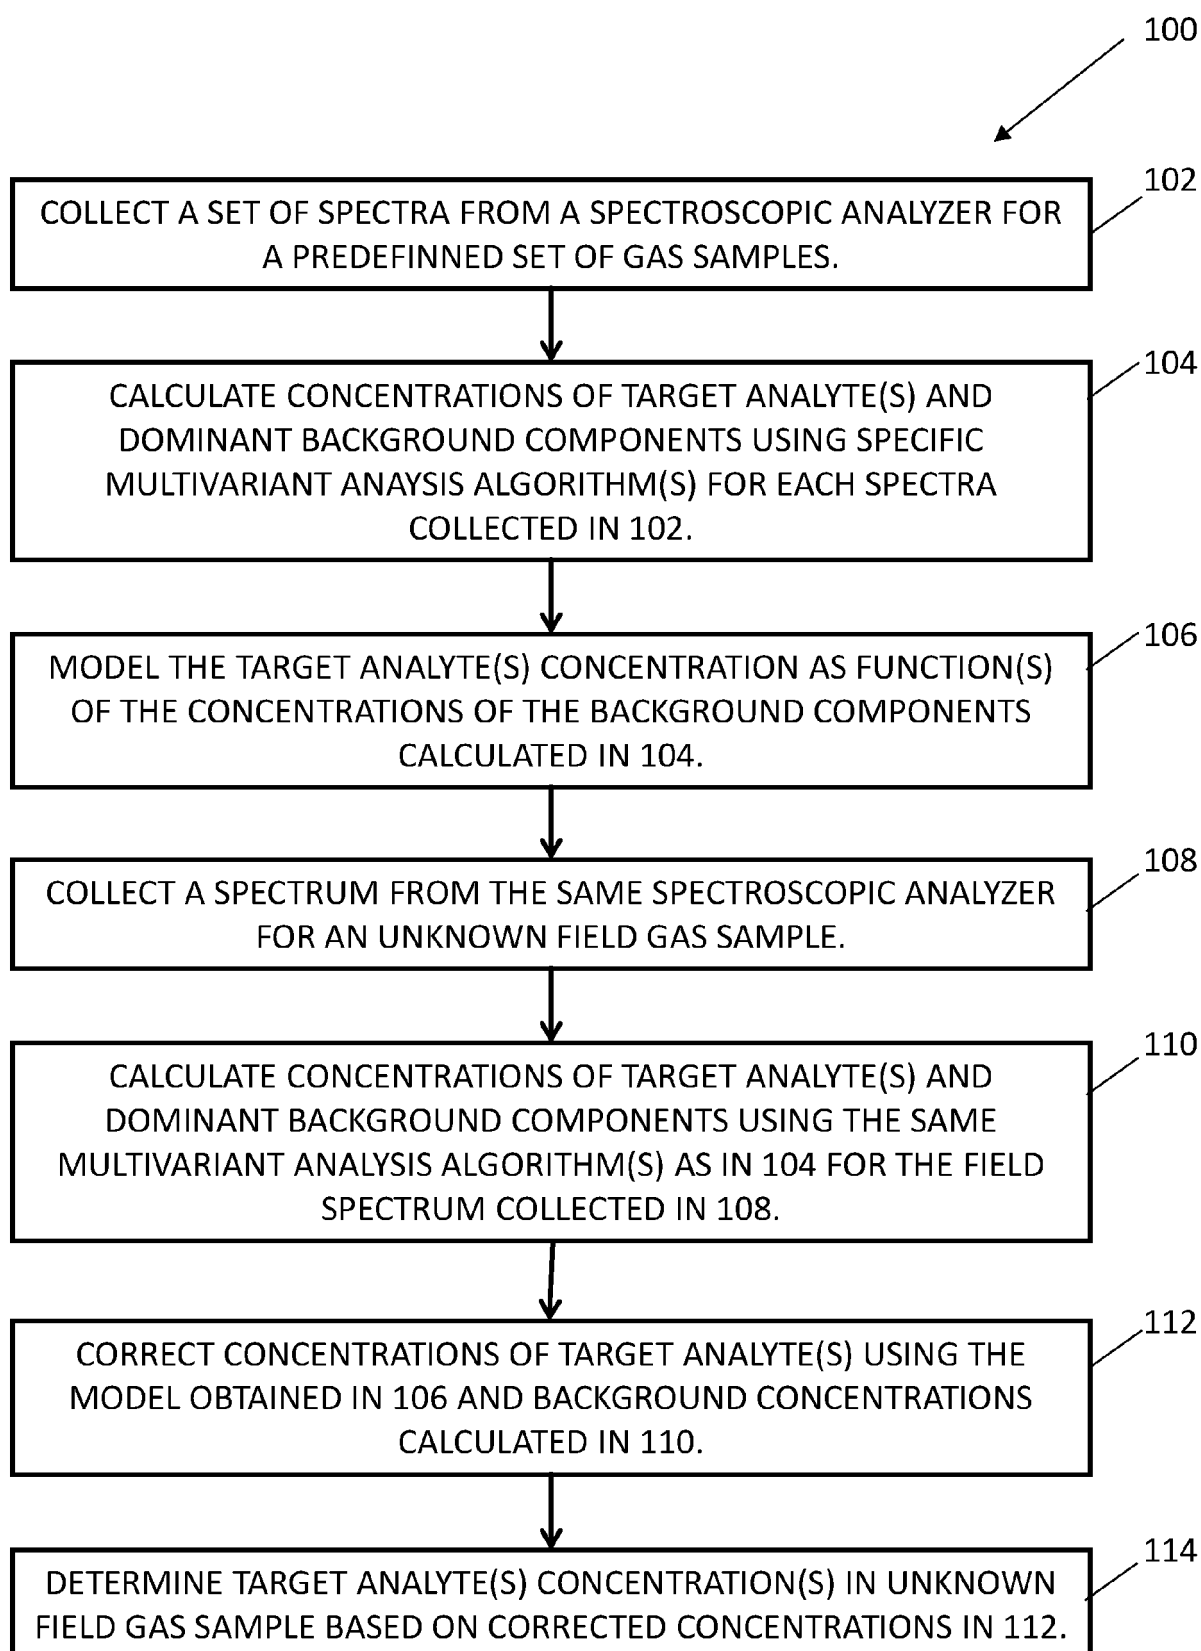 100
102
COLLECT A SET OF SPECTRA FROM A SPECTROSCOPIC ANALYZER FOR
A PREDEFINNED SET OF GAS SAMPLES.
104
CALCULATE CONCENTRATIONS OF TARGET ANALYTE(S) AND
DOMINANT BACKGROUND COMPONENTS USING SPECIFIC
MULTIVARIANT ANAYSIS ALGORITHM(S) FOR EACH SPECTRA
COLLECTED IN 102.
106
MODEL THE TARGET ANALYTE(S) CONCENTRATION AS FUNCTION(S)
OF THE CONCENTRATIONS OF THE BACKGROUND COMPONENTS
CALCULATED IN 104.
108
COLLECT A SPECTRUM FROM THE SAME SPECTROSCOPIC ANALYZER
FOR AN UNKNOWN FIELD GAS SAMPLE.
110
CALCULATE CONCENTRATIONS OF TARGET ANALYTE(S) AND
DOMINANT BACKGROUND COMPONENTS USING THE SAME
MULTIVARIANT ANALYSIS ALGORITHM(S) AS IN 104 FOR THE FIELD
SPECTRUM COLLECTED IN 108.
112
CORRECT CONCENTRATIONS OF TARGET ANALYTE(S) USING THE
MODEL OBTAINED IN 106 AND BACKGROUND CONCENTRATIONS
CALCULATED IN 110.
114
DETERMINE TARGET ANALYTE(S) CONCENTRATION(S) IN UNKNOWN
FIELD GAS SAMPLE BASED ON CORRECTED CONCENTRATIONS IN 112.